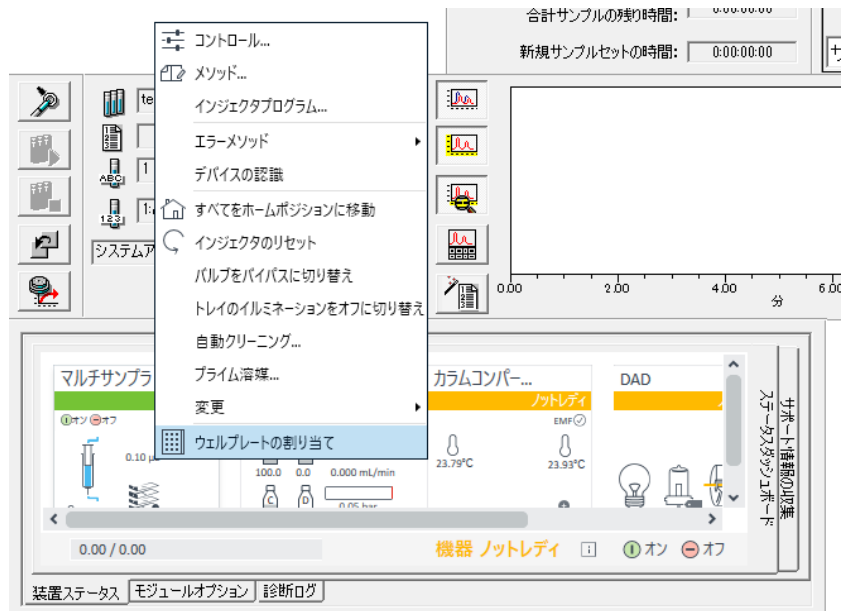 合計サンプルの残り時間:
0:00:00:00
新規サンプルセットの時間:
0:00:00:00
サ
コントロール...
メソッド...
インジェクタプログラム...
エラーメソッド
デバイスの認識
すべてをホームポジションに移動
インジェクタのリセット
バルブをバイパスに切り替え
トレイのイルミネーションをオフに切り替え
自動クリーニング...
プライム溶媒...
変更
ウェルプレートの割り当て
te
ABC
1
123
システムア
0.00
2.00
4.00
6.00
分
マルチサンプラ
オン オフ
0.10
100.0
0.0
0.000 mL/min
C
D
0.05 bar
カラムコンパー...
ノットレディ
EMF
23.79°C
23.93°C
DAD
サポート情報の収集
ステータスダッシュボード
0.00 / 0.00
機器 ノットレディ
オン
オフ
装置ステータス
モジュールオプション
診断ログ